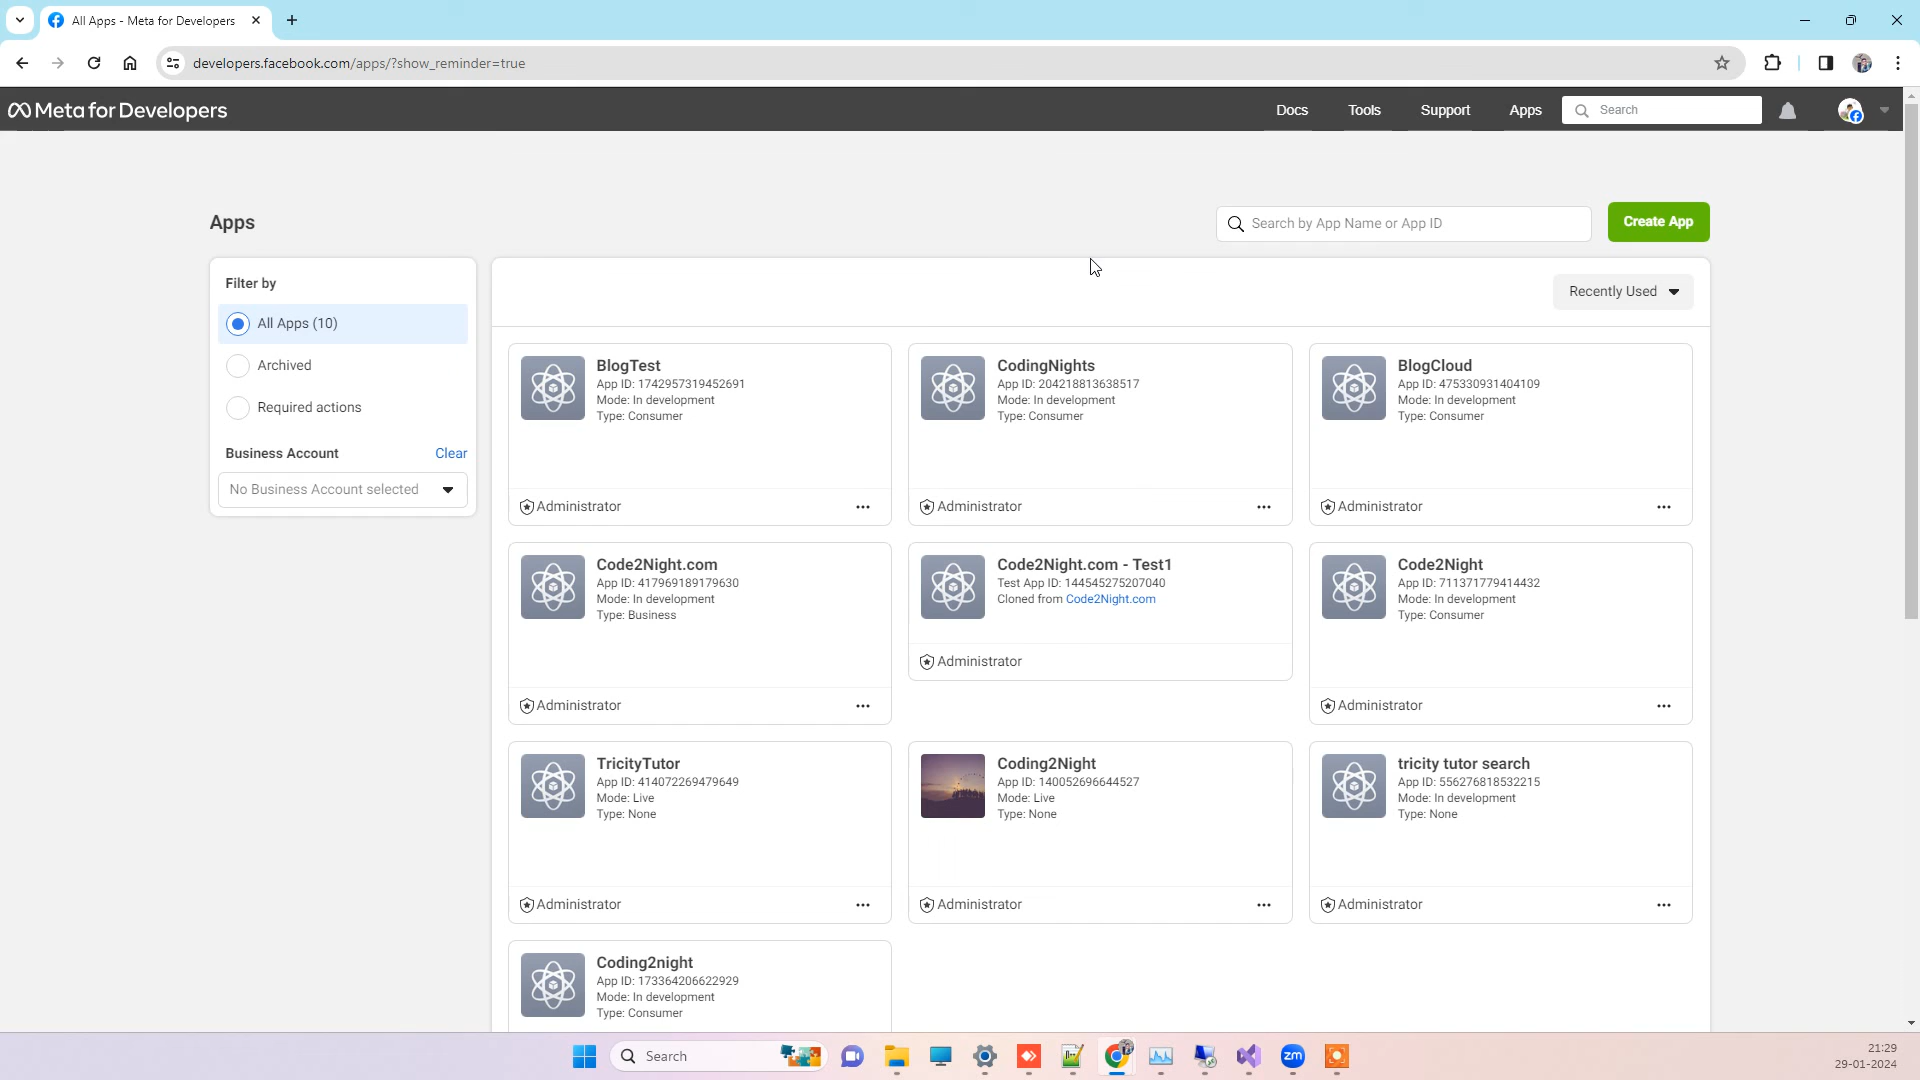 All Apps - Meta for Developers
developers.facebook.com/apps/?show_reminder=true
Meta for Developers
Docs
Tools
Support
Apps
Search
Apps
Search by App Name or App ID
Create App
Filter by
All Apps (10)
Archived
Required actions
Business Account
Clear
No Business Account selected
Recently Used
BlogTest
App ID: 1742957319452691
Mode: In development
Type: Consumer
Administrator
CodingNights
App ID: 204218813638517
Mode: In development
Type: Consumer
Administrator
BlogCloud
App ID: 475330931404109
Mode: In development
Type: Consumer
Administrator
Code2Night.com
App ID: 417969189179630
Mode: In development
Type: Business
Administrator
Code2Night.com - Test1
Test App ID: 144545275207040
Cloned from Code2Night.com
Administrator
Code2Night
App ID: 711371779414432
Mode: In development
Type: Consumer
Administrator
TricityTutor
App ID: 414072269479649
Mode: Live
Type: None
Administrator
Coding2Night
App ID: 140052696644527
Mode: Live
Type: None
Administrator
tricity tutor search
App ID: 556276818532215
Mode: In development
Type: None
Administrator
Coding2night
App ID: 173364206622929
Mode: In development
Type: Consumer
Search
zm
21:29
29-01-2024